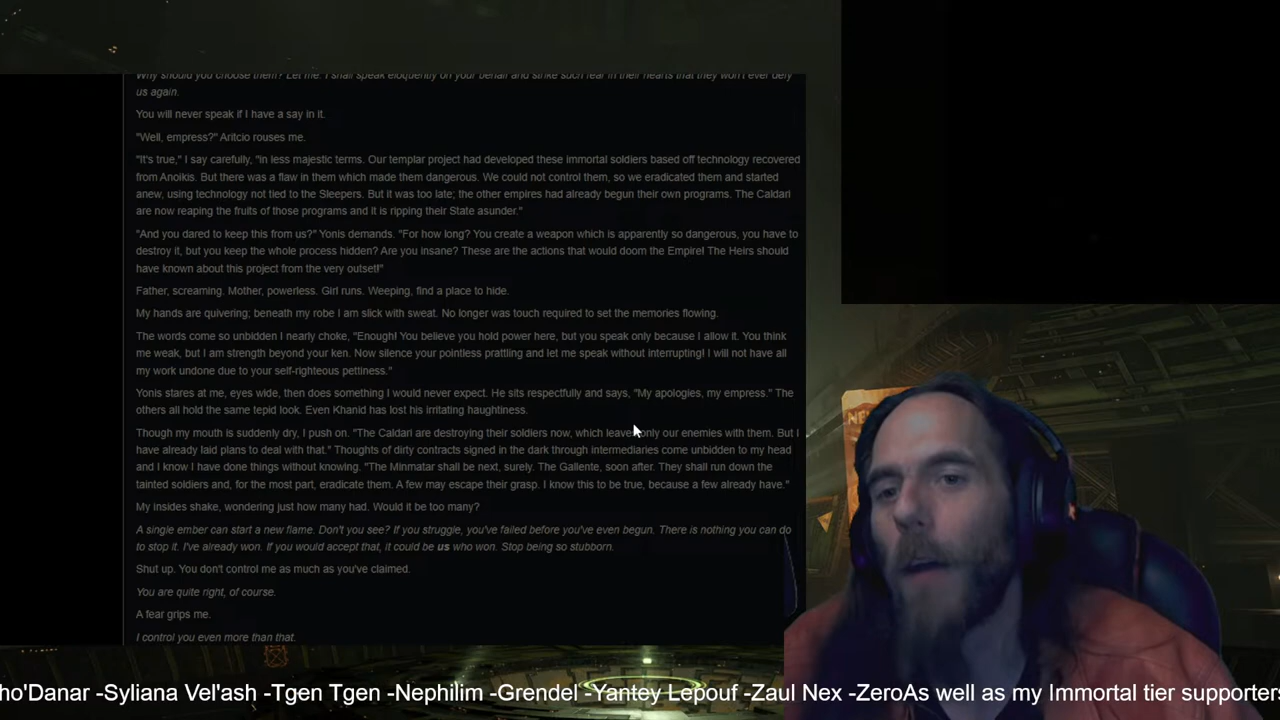 Why should you choose them? Let me. I shall speak eloquently on your behalf and strike such fear in their hearts that they won't ever defy
us again.
You will never speak if I have a say in it.
"Well, empress?" Aritcio rouses me.
"It's true," I say carefully, "in less majestic terms. Our templar project had developed these immortal soldiers based off technology recovered
from Anoikis. But there was a flaw in them which made them dangerous. We could not control them, so we eradicated them and started
anew, using technology not tied to the Sleepers. But it was too late; the other empires had already begun their own programs. The Caldari
are now reaping the fruits of those programs and it is ripping their State asunder."
"And you dared to keep this from us?" Yonis demands. "For how long? You create a weapon which is apparently so dangerous, you have to
destroy it, but you keep the whole process hidden? Are you insane? These are the actions that would doom the Empire! The Heirs should
have known about this project from the very outset!"
Father, screaming. Mother, powerless. Girl runs. Weeping, find a place to hide.
My hands are quivering; beneath my robe I am slick with sweat. No longer was touch required to set the memories flowing.
The words come so unbidden I nearly choke, "Enough! You believe you hold power here, but you speak only because I allow it. You think
me weak, but I am strength beyond your ken. Now silence your pointless prattling and let me speak without interrupting! I will not have all
my work undone due to your self-righteous pettiness."
Yonis stares at me, eyes wide, then does something I would never expect. He sits respectfully and says, "My apologies, my empress." The
others all hold the same tepid look. Even Khanid has lost his irritating haughtiness.
Though my mouth is suddenly dry, I push on. "The Caldari are destroying their soldiers now, which leaves only our enemies with them. But I
have already laid plans to deal with that." Thoughts of dirty contracts signed in the dark through intermediaries come unbidden to my head
and I know I have done things without knowing. "The Minmatar shall be next, surely. The Gallente, soon after. They shall run down the
tainted soldiers and, for the most part, eradicate them. A few may escape their grasp. I know this to be true, because a few already have."
My insides shake, wondering just how many had. Would it be too many?
A single ember can start a new flame. Don't you see? If you struggle, you've failed before you've even begun. There is nothing you can do
to stop it. I've already won. If you would accept that, it could be us who won. Stop being so stubborn.
Shut up. You don't control me as much as you've claimed.
You are quite right, of course.
A fear grips me.
I control you even more than that.
ho'Danar -Syliana Vel'ash -Tgen Tgen -Nephilim -Grendel -Yantey Lepouf -Zaul Nex -ZeroAs well as my Immortal tier supporters